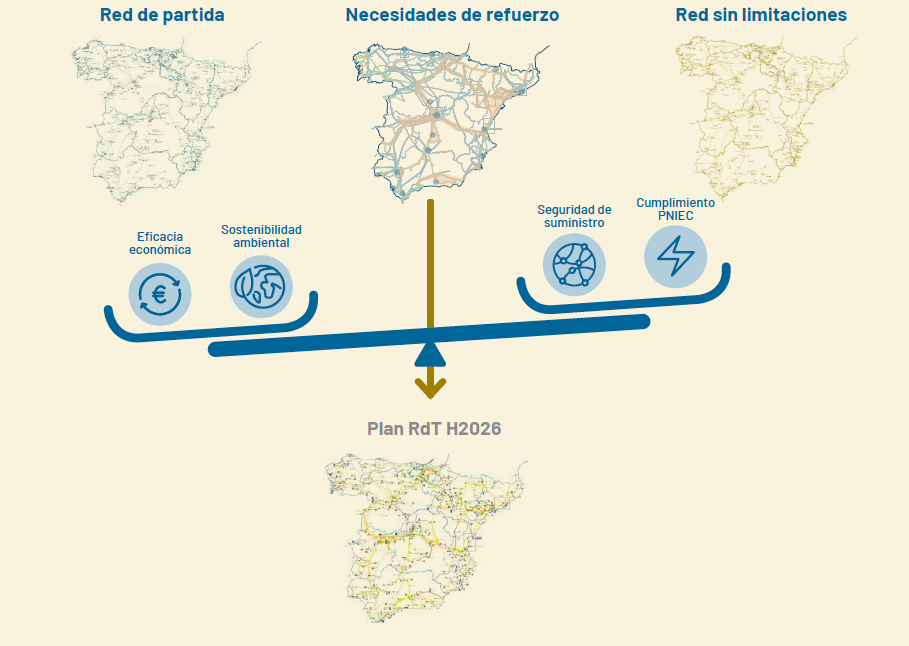 Red de partida
Necesidades de refuerzo
Red sin limitaciones
Eficacia
económica
Sostenibilidad
ambiental
Seguridad de
suministro
Cumplimiento
PNIEC
€
Plan RdT H2026